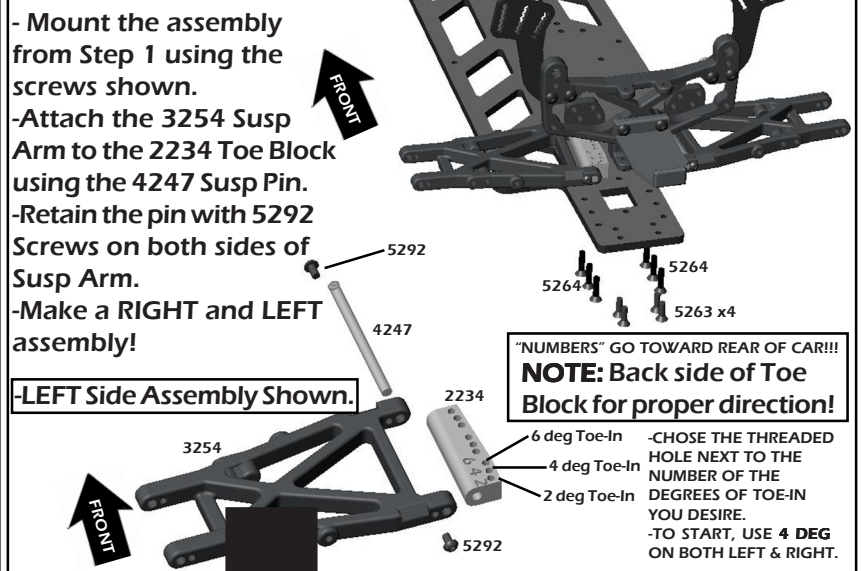 - Mount the assembly
from Step 1 using the
screws shown.
-Attach the 3254 Susp
Arm to the 2234 Toe Block
using the 4247 Susp Pin.
-Retain the pin with 5292
Screws on both sides of
Susp Arm.
-Make a RIGHT and LEFT
assembly!
-LEFT Side Assembly Shown.
FRONT
5264
5264
5263 x4
"NUMBERS" GO TOWARD REAR OF CAR!!!
NOTE: Back side of Toe
Block for proper direction!
5292
4247
2234
3254
6 4 2
6 deg Toe-In
4 deg Toe-In
2 deg Toe-In
-CHOSE THE THREADED
HOLE NEXT TO THE
NUMBER OF THE
DEGREES OF TOE-IN
YOU DESIRE.
-TO START, USE 4 DEG
ON BOTH LEFT & RIGHT.
FRONT
5292